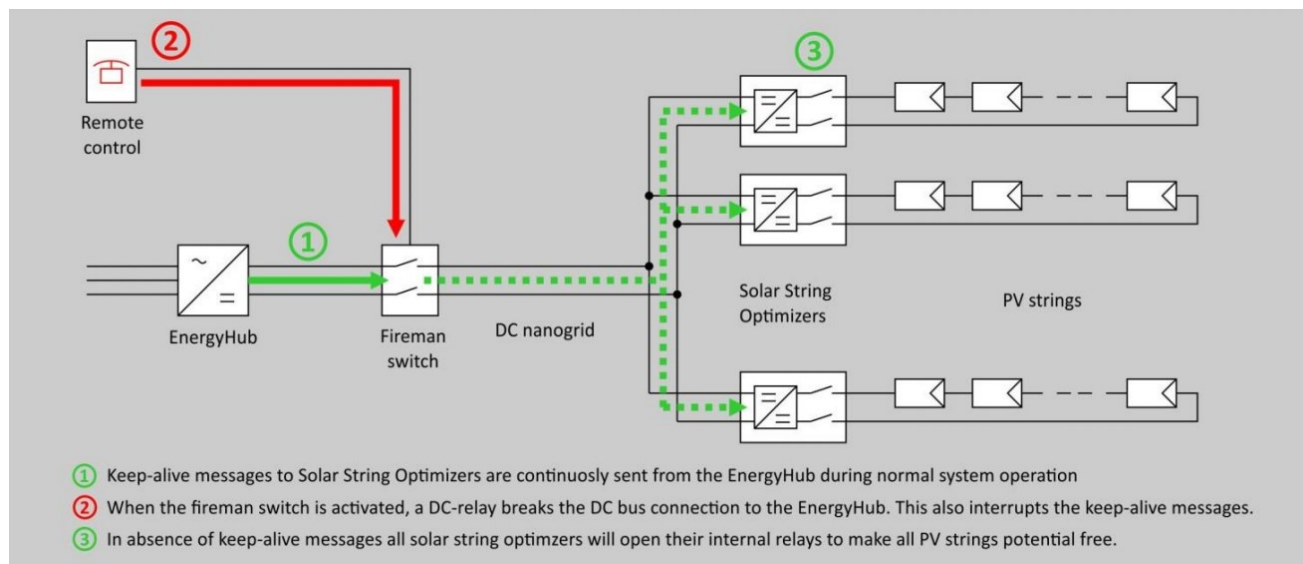 2
3
Remote
control
1
EnergyHub
Fireman
switch
DC nanogrid
Solar String
Optimizers
PV strings
1 Keep-alive messages to Solar String Optimizers are continuosly sent from the EnergyHub during normal system operation
2 When the fireman switch is activated, a DC-relay breaks the DC bus connection to the EnergyHub. This also interrupts the keep-alive messages.
3 In absence of keep-alive messages all solar string optimzers will open their internal relays to make all PV strings potential free.